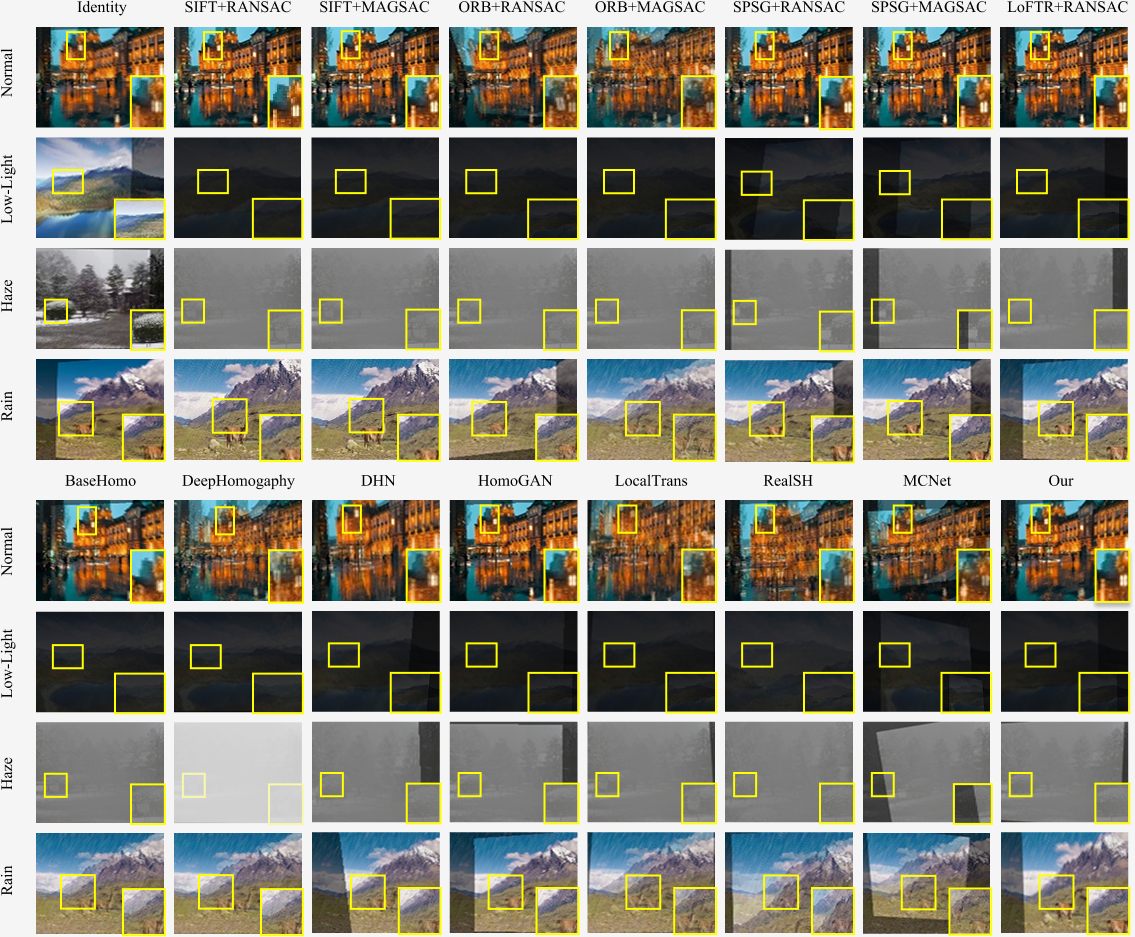 Identity SIFT+RANSAC SIFT+MAGSAC ORB+RANSAC ORB+MAGSAC SPSG+RANSAC SPSG+MAGSAC LoFTR+RANSAC
Normal
Low-Light
Haze
Rain
BaseHomo DeepHomogaphy DHN HomoGAN LocalTrans RealSH MCNet Our
Normal
Low-Light
Haze
Rain